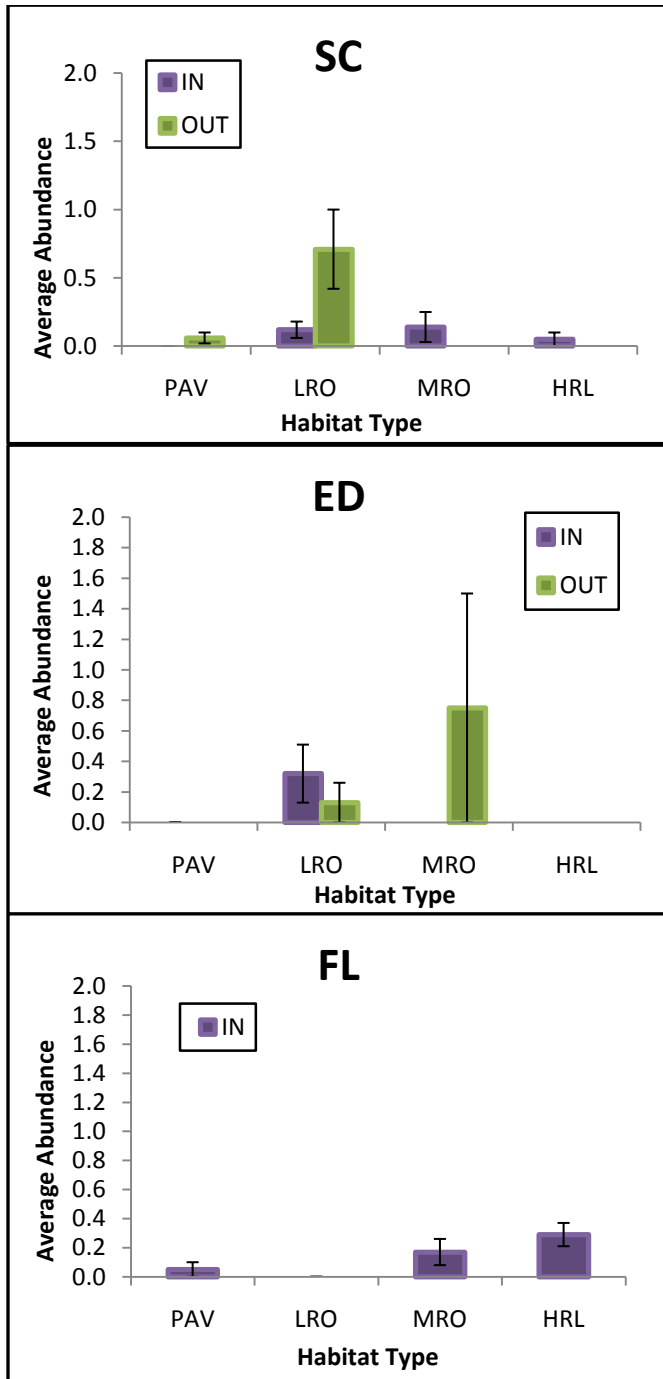 SC
IN
OUT
2.0
1.5
1.0
0.5
0.0
Average Abundance
PAV LRO MRO HRL
Habitat Type
ED
IN
OUT
2.0
1.8
1.6
1.4
1.2
1.0
0.8
0.6
0.4
0.2
0.0
Average Abundance
PAV LRO MRO HRL
Habitat Type
FL
IN
2.0
1.8
1.6
1.4
1.2
1.0
0.8
0.6
0.4
0.2
0.0
Average Abundance
PAV LRO MRO HRL
Habitat Type